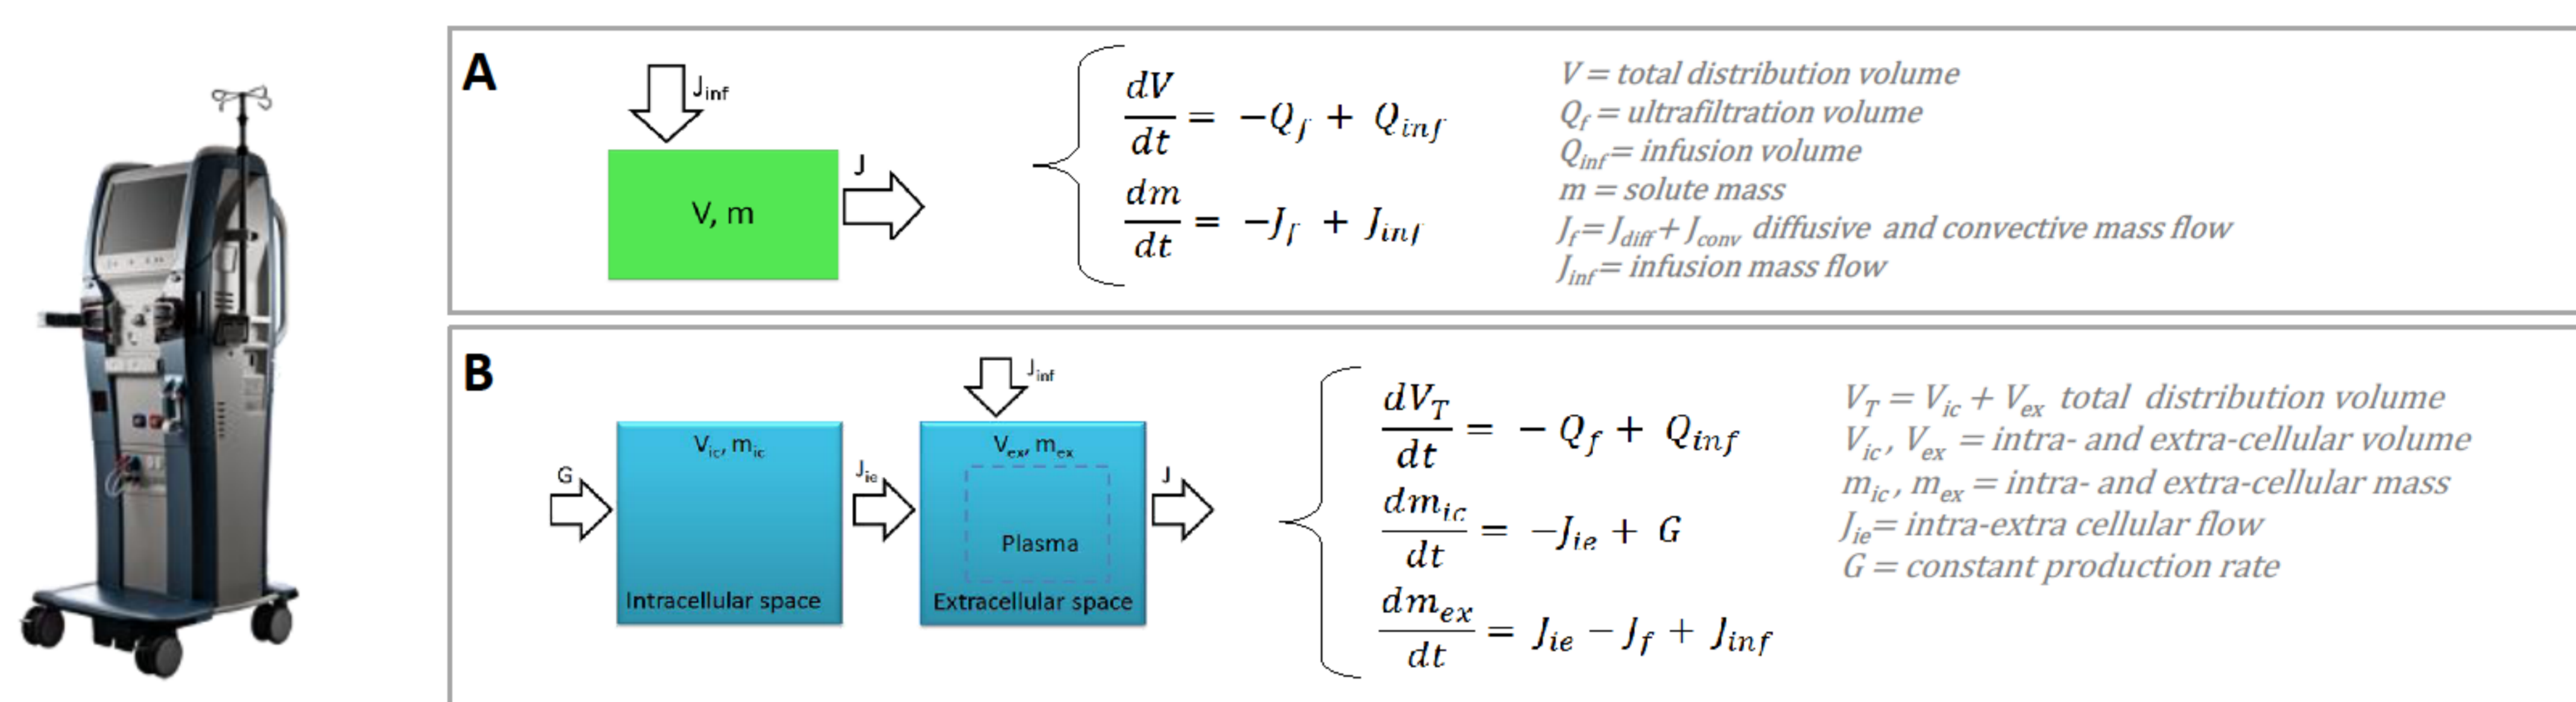 A
J_inf
V, m
J
dV/dt = −Q_f + Q_inf
dm/dt = −J_f + J_inf
V = total distribution volume
Q_f = ultrafiltration volume
Q_inf = infusion volume
m = solute mass
J_f = J_diff + J_conv diffusive and convective mass flow
J_inf = infusion mass flow
B
J_inf
G
V_ic, m_ic
Intracellular space
J_ie
V_ex, m_ex
Plasma
Extracellular space
J
dV_T/dt = − Q_f + Q_inf
dm_ic/dt = −J_ie + G
dm_ex/dt = J_ie − J_f + J_inf
V_T = V_ic + V_ex total distribution volume
V_ic, V_ex = intra- and extra-cellular volume
m_ic, m_ex = intra- and extra-cellular mass
J_ie = intra-extra cellular flow
G = constant production rate